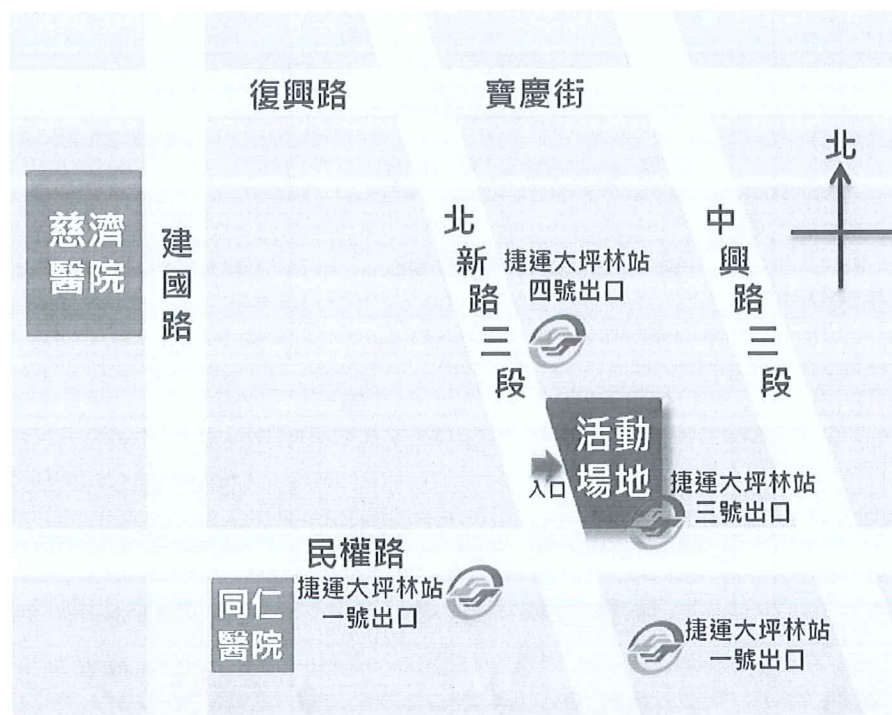 復興路
寶慶街
北
慈濟
醫院
建國路
北新路三段
捷運大坪林站
四號出口
中興路三段
活動
場地
入口
捷運大坪林站
三號出口
民權路
同仁
醫院
捷運大坪林站
一號出口
捷運大坪林站
一號出口